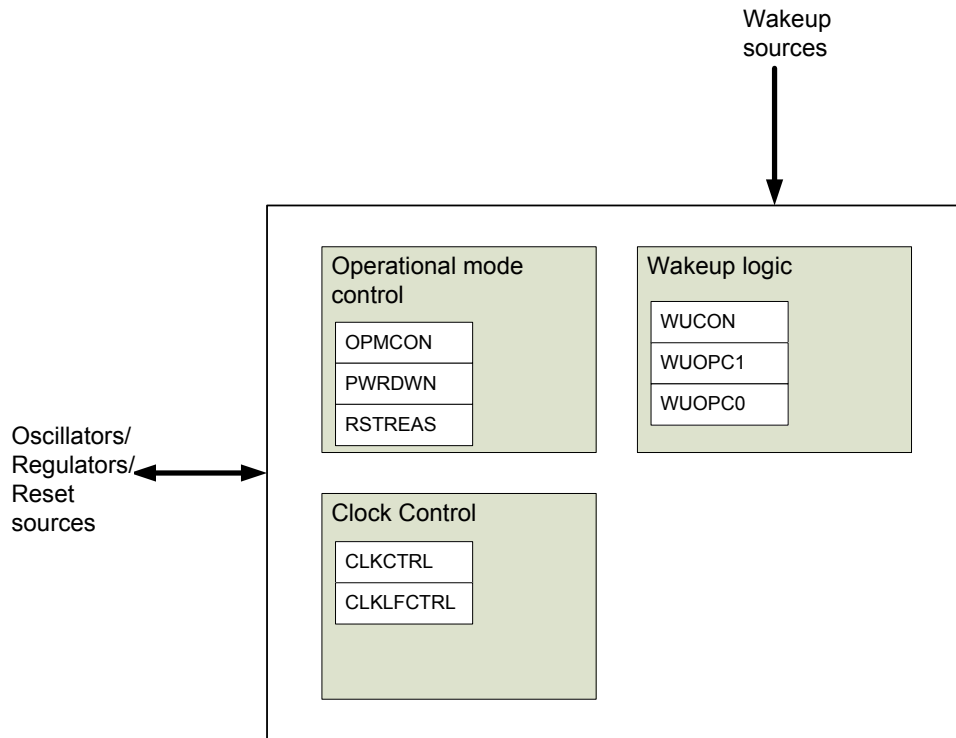 Wakeup
sources
Operational mode
control
OPMCON
PWRDWN
RSTREAS
Wakeup logic
WUCON
WUOPC1
WUOPC0
Oscillators/
Regulators/
Reset
sources
Clock Control
CLKCTRL
CLKLFCTRL